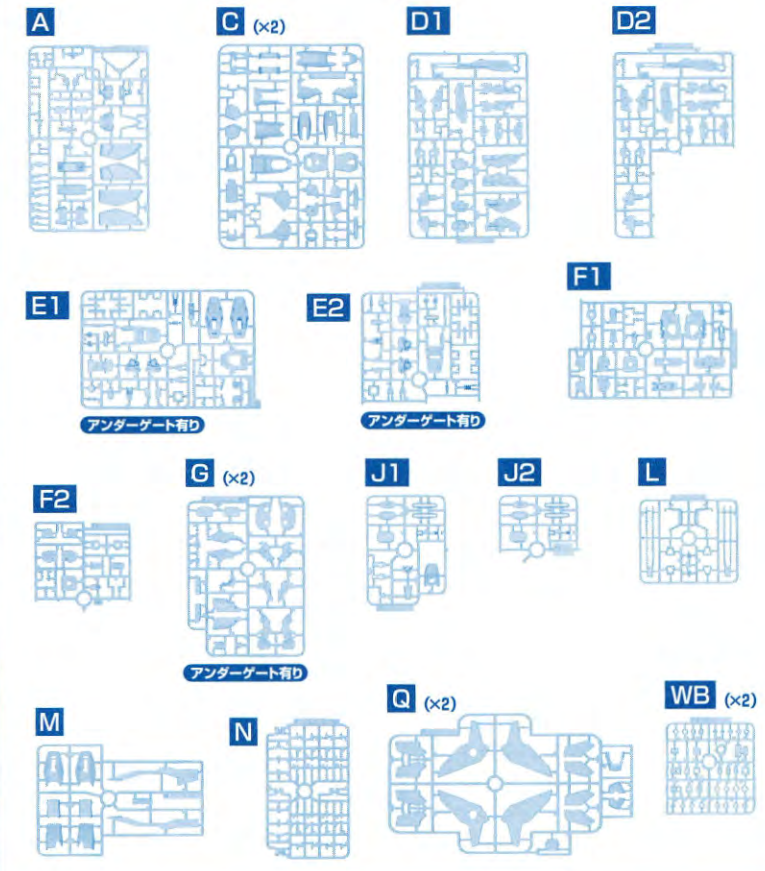 A
C (×2)
D1
D2
E1
アンダーゲート有り
E2
アンダーゲート有り
F1
F2
G (×2)
アンダーゲート有り
J1
J2
L
M
N
Q (×2)
WB (×2)